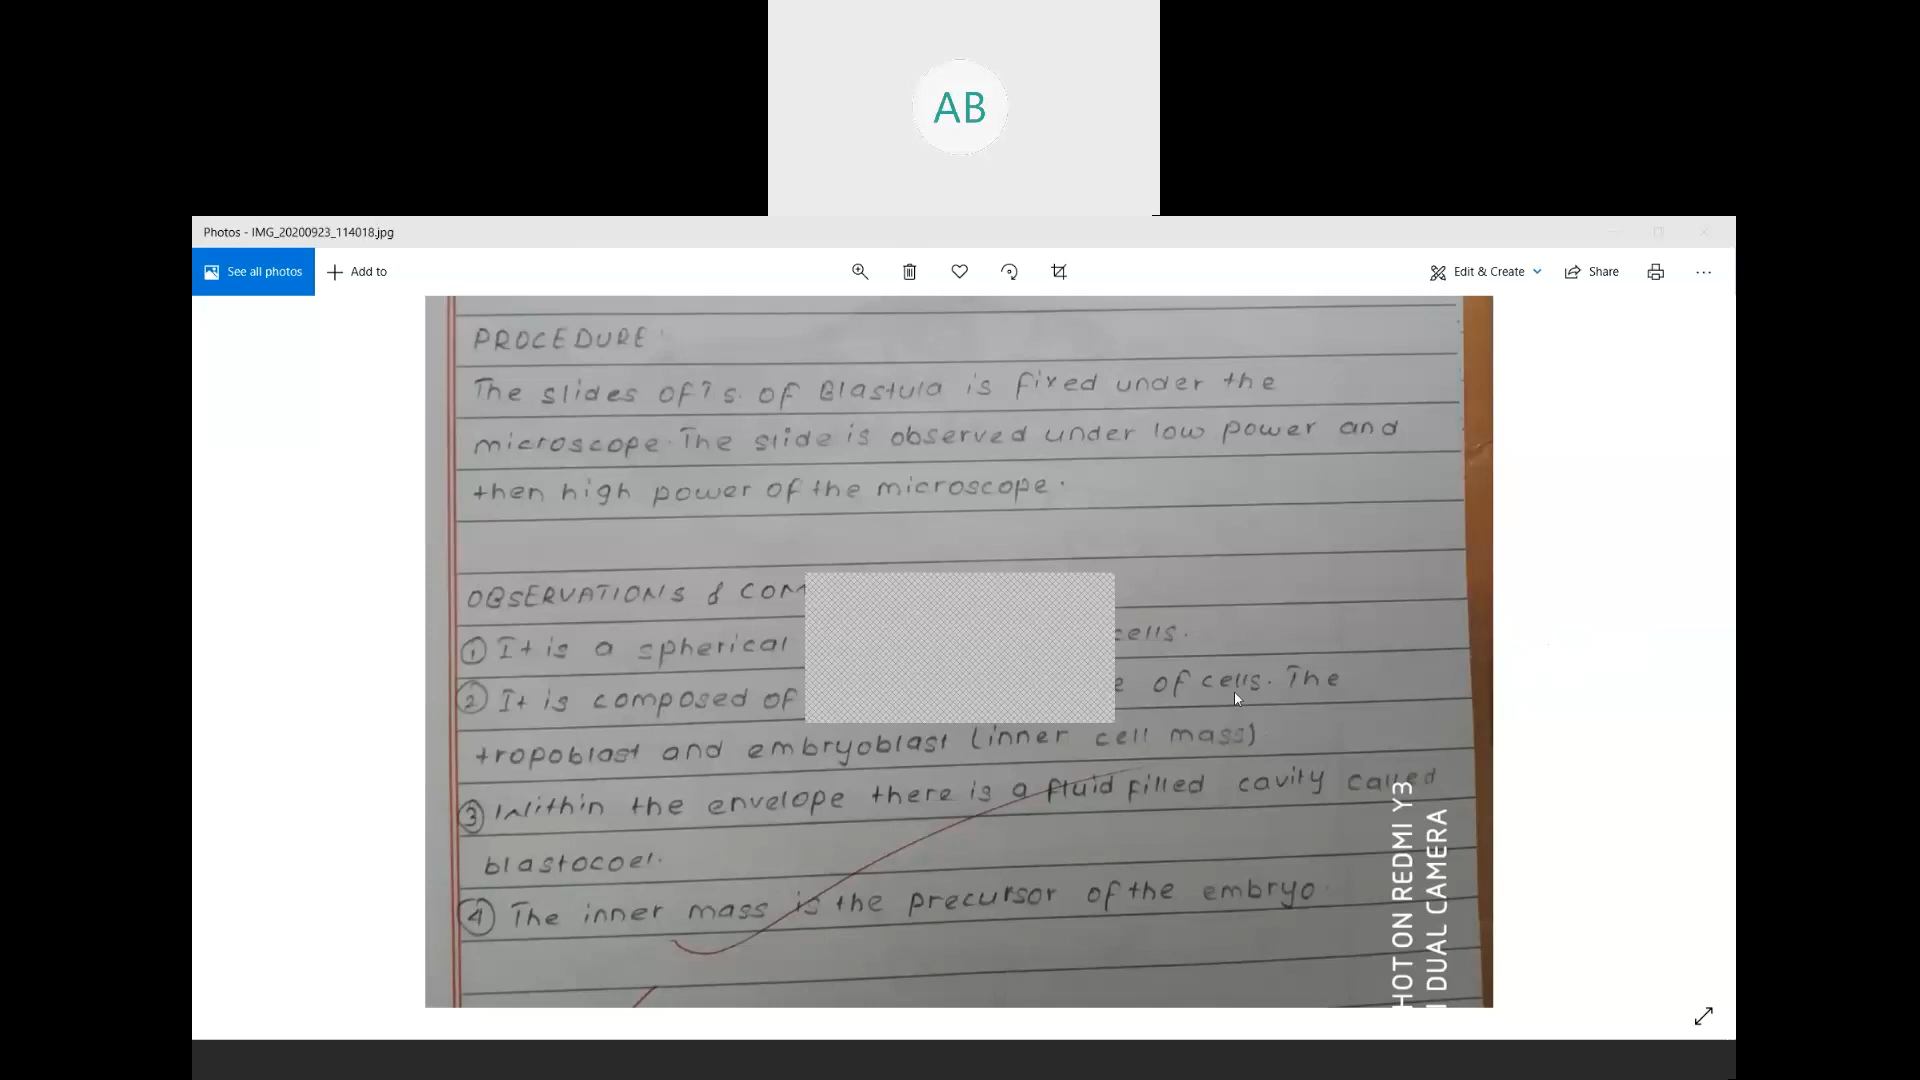 AB
Photos - IMG_20200923_114018.jpg
See all photos
Add to
Edit & Create
Share
PROCEDURE:
The slides of T s. of Blastula is fixed under the
microscope. The slide is observed under low power and
then high power of the microscope.
OBSERVATIONS & COM
① It is a spherical cells.
② It is composed of of cells. The
tropoblast and embryoblast (inner cell mass)
③ Within the envelope there is a fluid filled cavity called
blastocoel.
④ The inner mass is the precursor of the embryo.
HOT ON REDMI Y3
I DUAL CAMERA